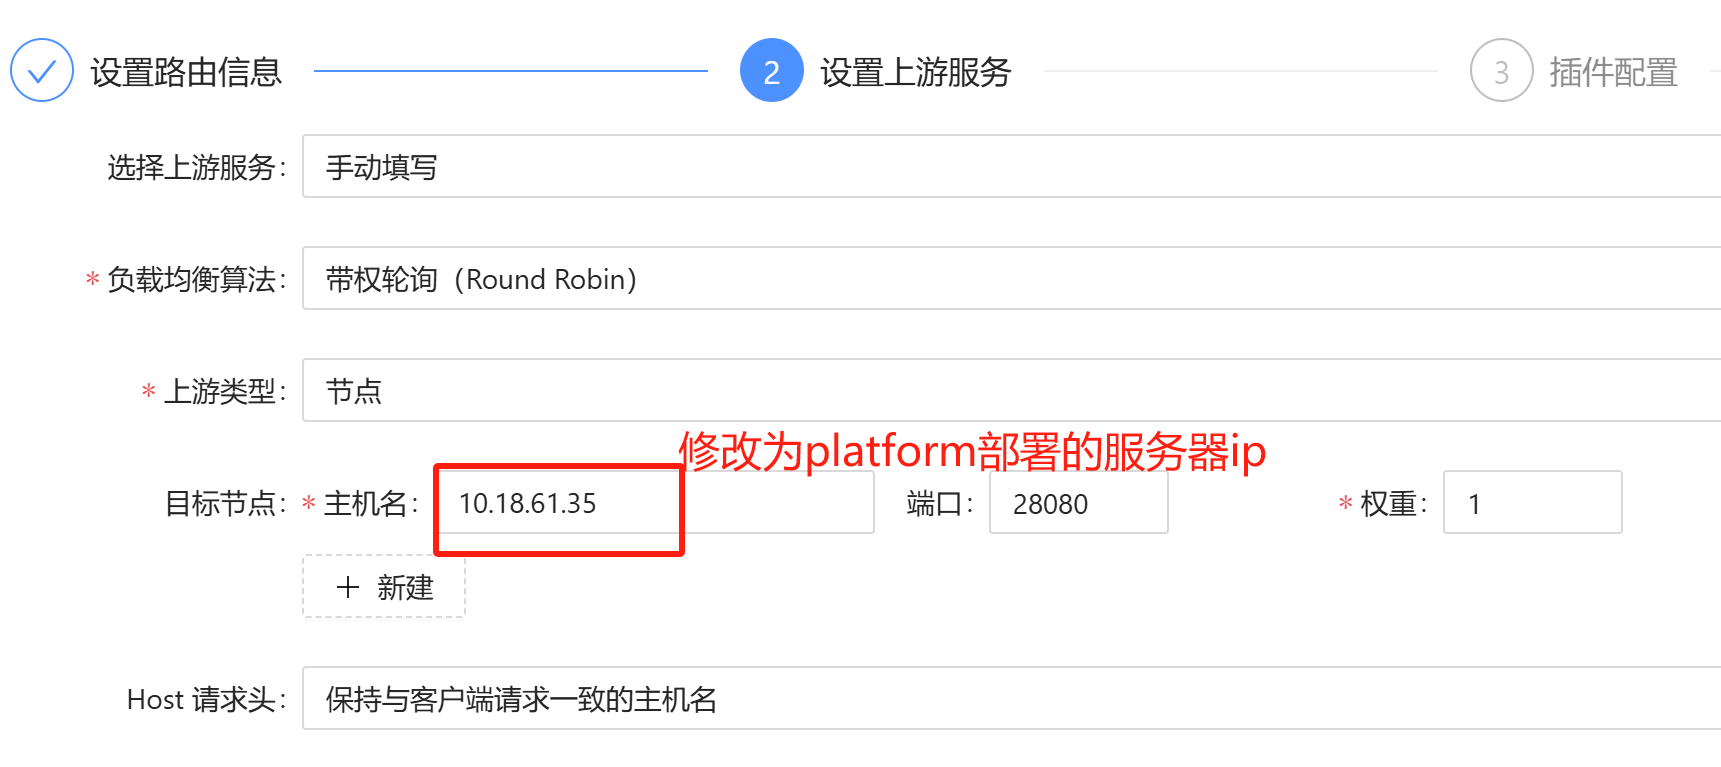 设置路由信息 2 设置上游服务 3 插件配置
选择上游服务: 手动填写
* 负载均衡算法: 带权轮询（Round Robin）
* 上游类型: 节点
修改为platform部署的服务器ip
目标节点: * 主机名: 10.18.61.35 端口: 28080 * 权重: 1
+ 新建
Host 请求头: 保持与客户端请求一致的主机名